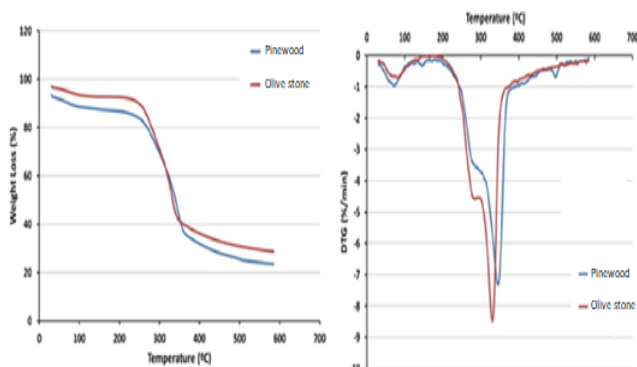 120
100
80
60
40
20
0
Weight Loss (%)
0 100 200 300 400 500 600 700
Temperature (ºC)
Pinewood
Olive stone
Temperature (ºC)
0 100 200 300 400 500 600 700
0
-1
-2
-3
-4
-5
-6
-7
-8
-9
-10
DTG (%/min)
Pinewood
Olive stone